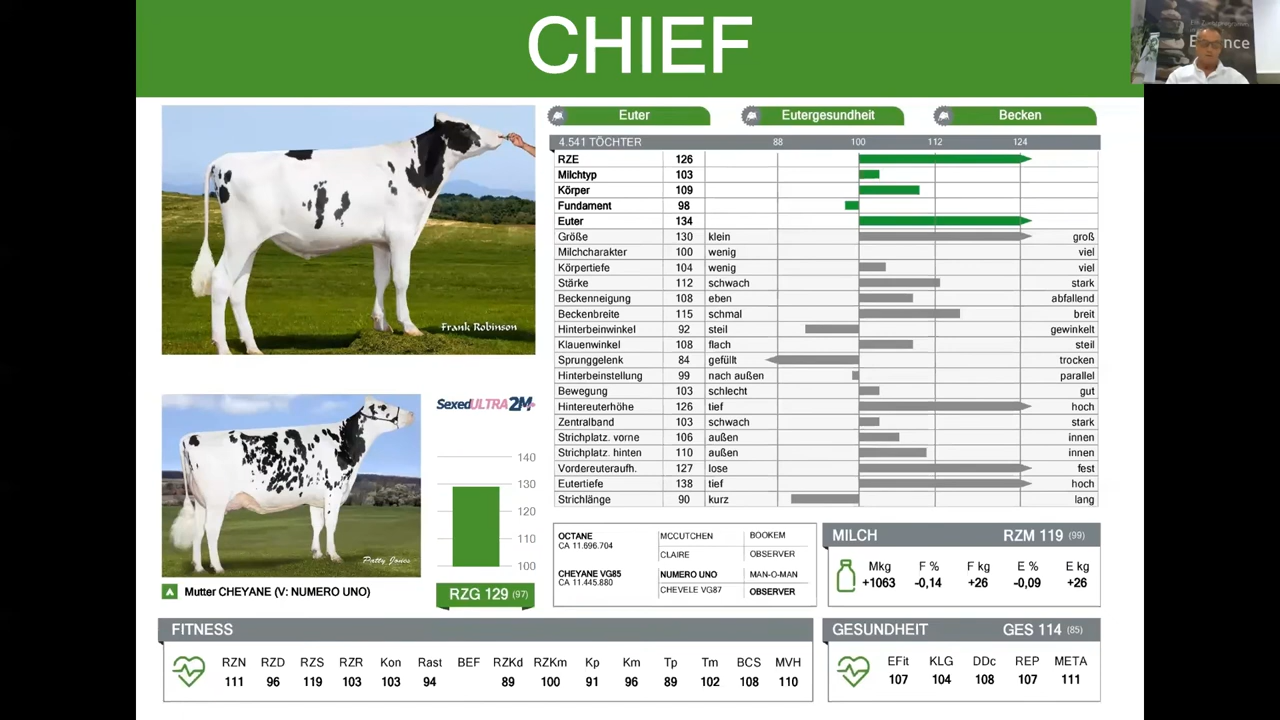 CHIEF
Euter Eutergesundheit Becken
4.541 TÖCHTER 88 100 112 124
RZE 126
Milchtyp 103
Körper 109
Fundament 98
Euter 134
Größe 130 klein groß
Milchcharakter 100 wenig viel
Körpertiefe 104 wenig viel
Stärke 112 schwach stark
Beckenneigung 108 eben abfallend
Beckenbreite 115 schmal breit
Hinterbeinwinkel 92 steil gewinkelt
Klauenwinkel 108 flach steil
Sprunggelenk 84 gefüllt trocken
Hinterbeinstellung 99 nach außen parallel
Bewegung 103 schlecht gut
Hintereuterhöhe 126 tief hoch
Zentralband 103 schwach stark
Strichplatz. vorne 106 außen innen
Strichplatz. hinten 110 außen innen
Vordereuteraufh. 127 lose fest
Eutertiefe 138 tief hoch
Strichlänge 90 kurz lang
Frank Robinson
SexedULTRA2M
140
130
120
110
100
Patty Jones
Mutter CHEYANE (V: NUMERO UNO)
RZG 129 (97)
OCTANE MCCUTCHEN BOOKEM
CA 11.696.704
CLAIRE OBSERVER
CHEYANE VG85 NUMERO UNO MAN-O-MAN
CA 11.445.880
CHEVELE VG87 OBSERVER
MILCH RZM 119 (99)
Mkg F % F kg E % E kg
+1063 -0,14 +26 -0,09 +26
FITNESS
RZN RZD RZS RZR Kon Rast BEF RZKd RZKm Kp Km Tp Tm BCS MVH
111 96 119 103 103 94 89 100 91 96 89 102 108 110
GESUNDHEIT GES 114 (85)
EFit KLG DDc REP META
107 104 108 107 111